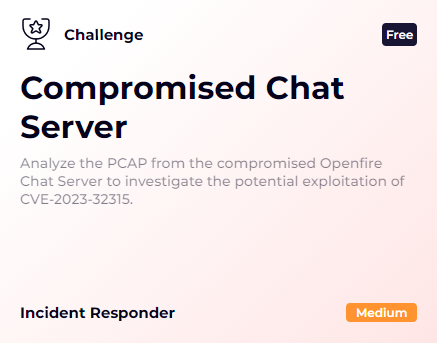 Challenge
Free
Compromised Chat
Server
Analyze the PCAP from the compromised Openfire
Chat Server to investigate the potential exploitation of
CVE-2023-32315.
Incident Responder
Medium